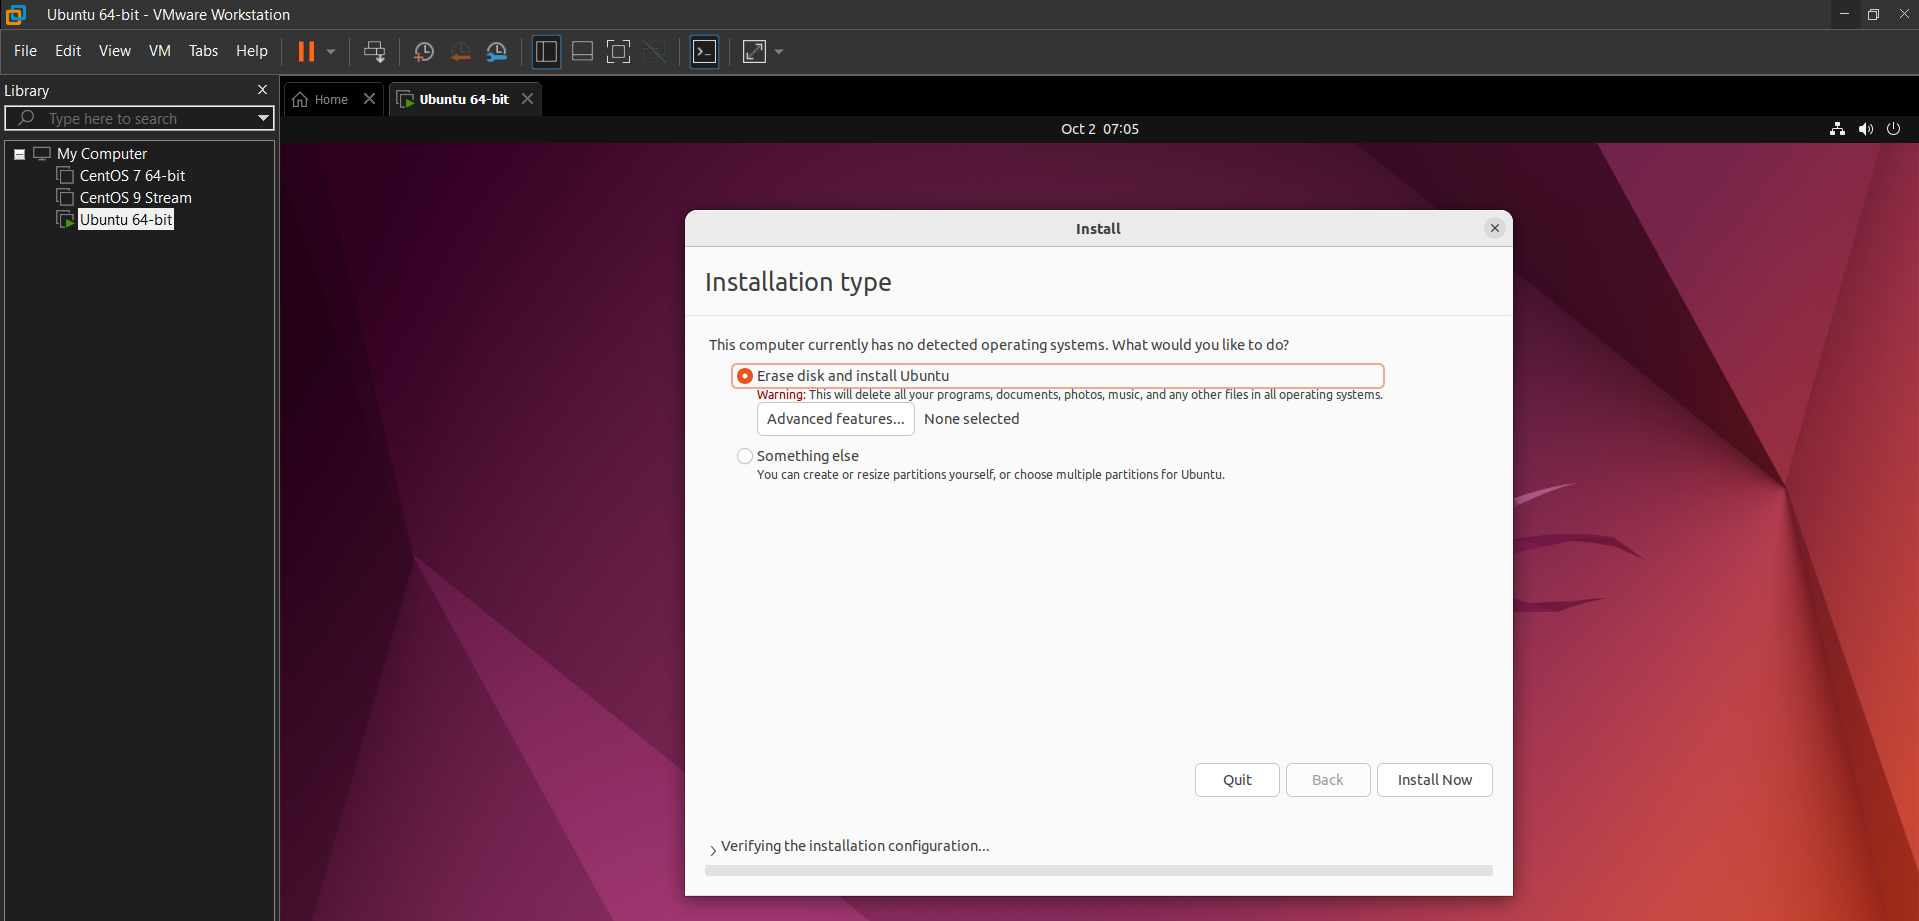 Ubuntu 64-bit - VMware Workstation
File Edit View VM Tabs Help
Library
Type here to search
My Computer
CentOS 7 64-bit
CentOS 9 Stream
Ubuntu 64-bit
Home
Ubuntu 64-bit
Oct 2 07:05
Install
Installation type
This computer currently has no detected operating systems. What would you like to do?
Erase disk and install Ubuntu
Warning: This will delete all your programs, documents, photos, music, and any other files in all operating systems.
Advanced features... None selected
Something else
You can create or resize partitions yourself, or choose multiple partitions for Ubuntu.
Quit Back Install Now
Verifying the installation configuration...